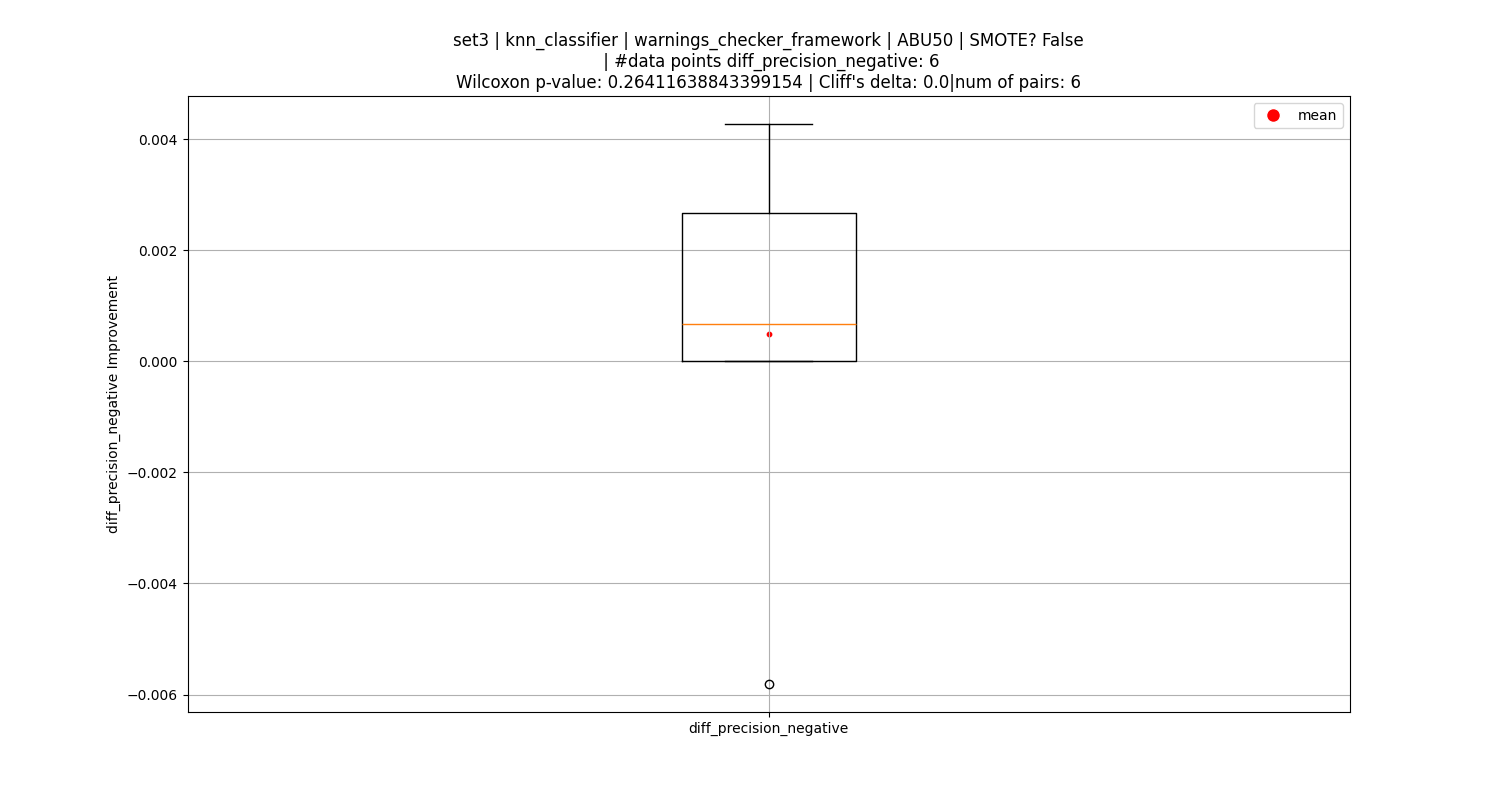 set3 | knn_classifier | warnings_checker_framework | ABU50 | SMOTE? False
| #data points diff_precision_negative: 6
Wilcoxon p-value: 0.26411638843399154 | Cliff's delta: 0.0|num of pairs: 6
mean
0.004
0.002
0.000
−0.002
−0.004
−0.006
diff_precision_negative Improvement
diff_precision_negative